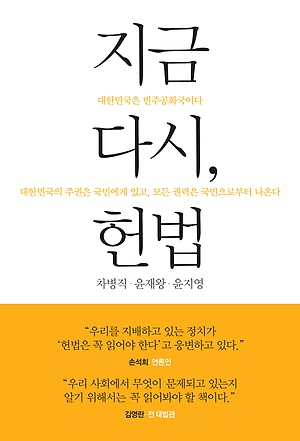 지금
대한민국은 민주공화국이다
다시,
대한민국의 주권은 국민에게 있고, 모든 권력은 국민으로부터 나온다
헌법
차병직·윤재왕·윤지영
“우리를 지배하고 있는 정치가
‘헌법은 꼭 읽어야 한다’고 웅변하고 있다.”
손석희 언론인
“우리 사회에서 무엇이 문제되고 있는지
알기 위해서는 꼭 읽어봐야 할 책이다.”
김영란 전 대법관